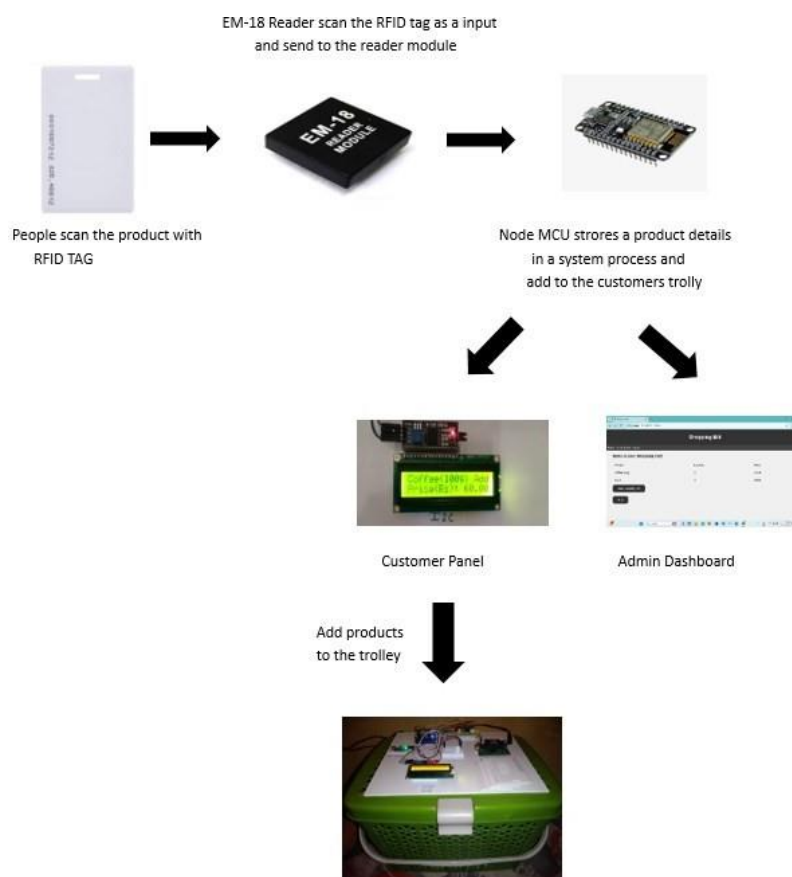 EM-18 Reader scan the RFID tag as a input
and send to the reader module
EM-18
READER
MODULE
People scan the product with
RFID TAG
Node MCU strores a product details
in a system process and
add to the customers trolly
Coffee(100g) Add
Price(Rs): 60.00
I2C
Shopping Bill
Customer Panel
Admin Dashboard
Add products
to the trolley